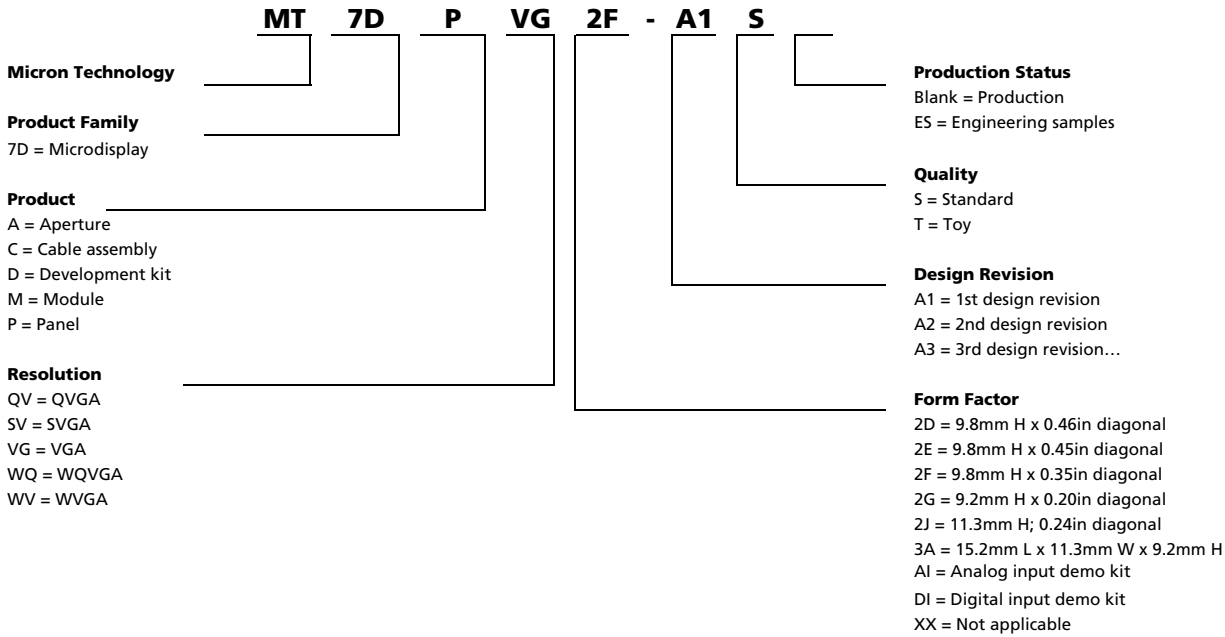 MT 7D P VG 2F - A1 S
Micron Technology
Product Family
7D = Microdisplay
Product
A = Aperture
C = Cable assembly
D = Development kit
M = Module
P = Panel
Resolution
QV = QVGA
SV = SVGA
VG = VGA
WQ = WQVGA
WV = WVGA
Production Status
Blank = Production
ES = Engineering samples
Quality
S = Standard
T = Toy
Design Revision
A1 = 1st design revision
A2 = 2nd design revision
A3 = 3rd design revision…
Form Factor
2D = 9.8mm H x 0.46in diagonal
2E = 9.8mm H x 0.45in diagonal
2F = 9.8mm H x 0.35in diagonal
2G = 9.2mm H x 0.20in diagonal
2J = 11.3mm H; 0.24in diagonal
3A = 15.2mm L x 11.3mm W x 9.2mm H
AI = Analog input demo kit
DI = Digital input demo kit
XX = Not applicable